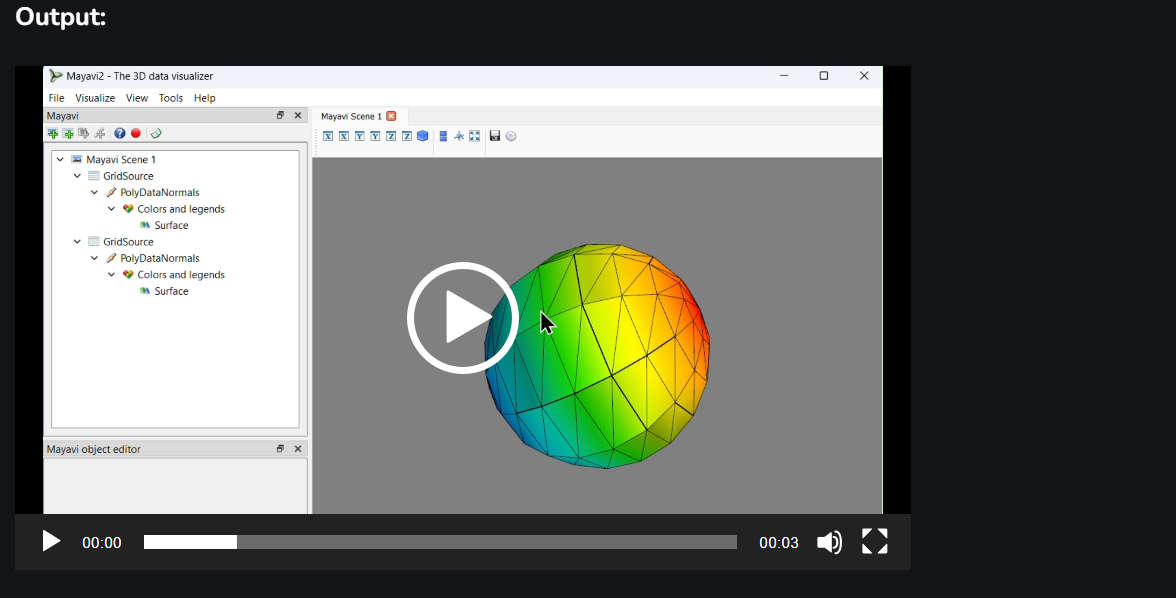 Output:
Mayavi2 - The 3D data visualizer
File Visualize View Tools Help
Mayavi
Mayavi Scene 1
X X Y Y Z Z
Mayavi Scene 1
GridSource
PolyDataNormals
Colors and legends
Surface
GridSource
PolyDataNormals
Colors and legends
Surface
Mayavi object editor
00:00
00:03